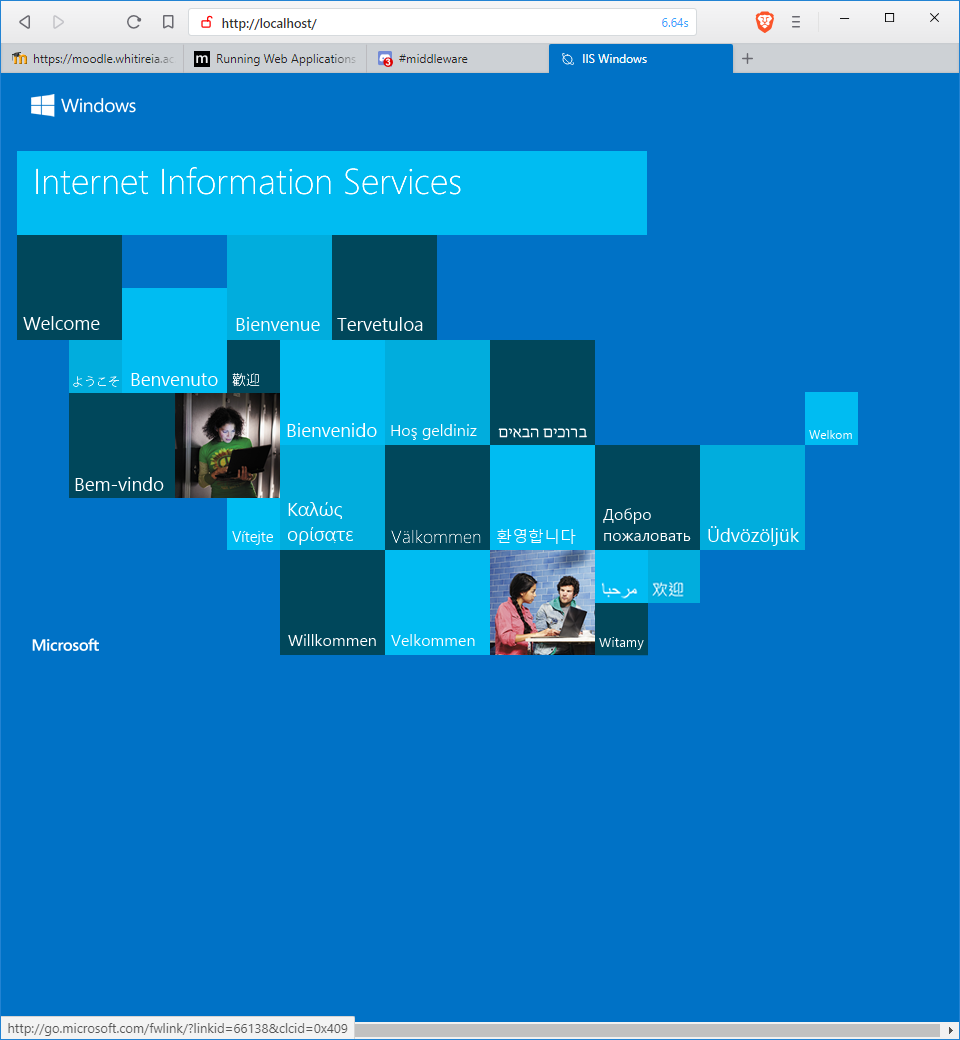 http://localhost/
6.64s
https://moodle.whitireia.ac
Running Web Applications
3
#middleware
IIS Windows
Windows
Internet Information Services
Welcome
Bienvenue
Tervetuloa
ようこそ
Benvenuto
歡迎
Bienvenido
Hoş geldiniz
ברוכים הבאים
Welkom
Bem-vindo
Vítejte
Καλώς
ορίσατε
Välkommen
환영합니다
Добро
пожаловать
Üdvözöljük
Willkommen
Velkommen
مرحبا
欢迎
Witamy
Microsoft
http://go.microsoft.com/fwlink/?linkid=66138&clcid=0x409